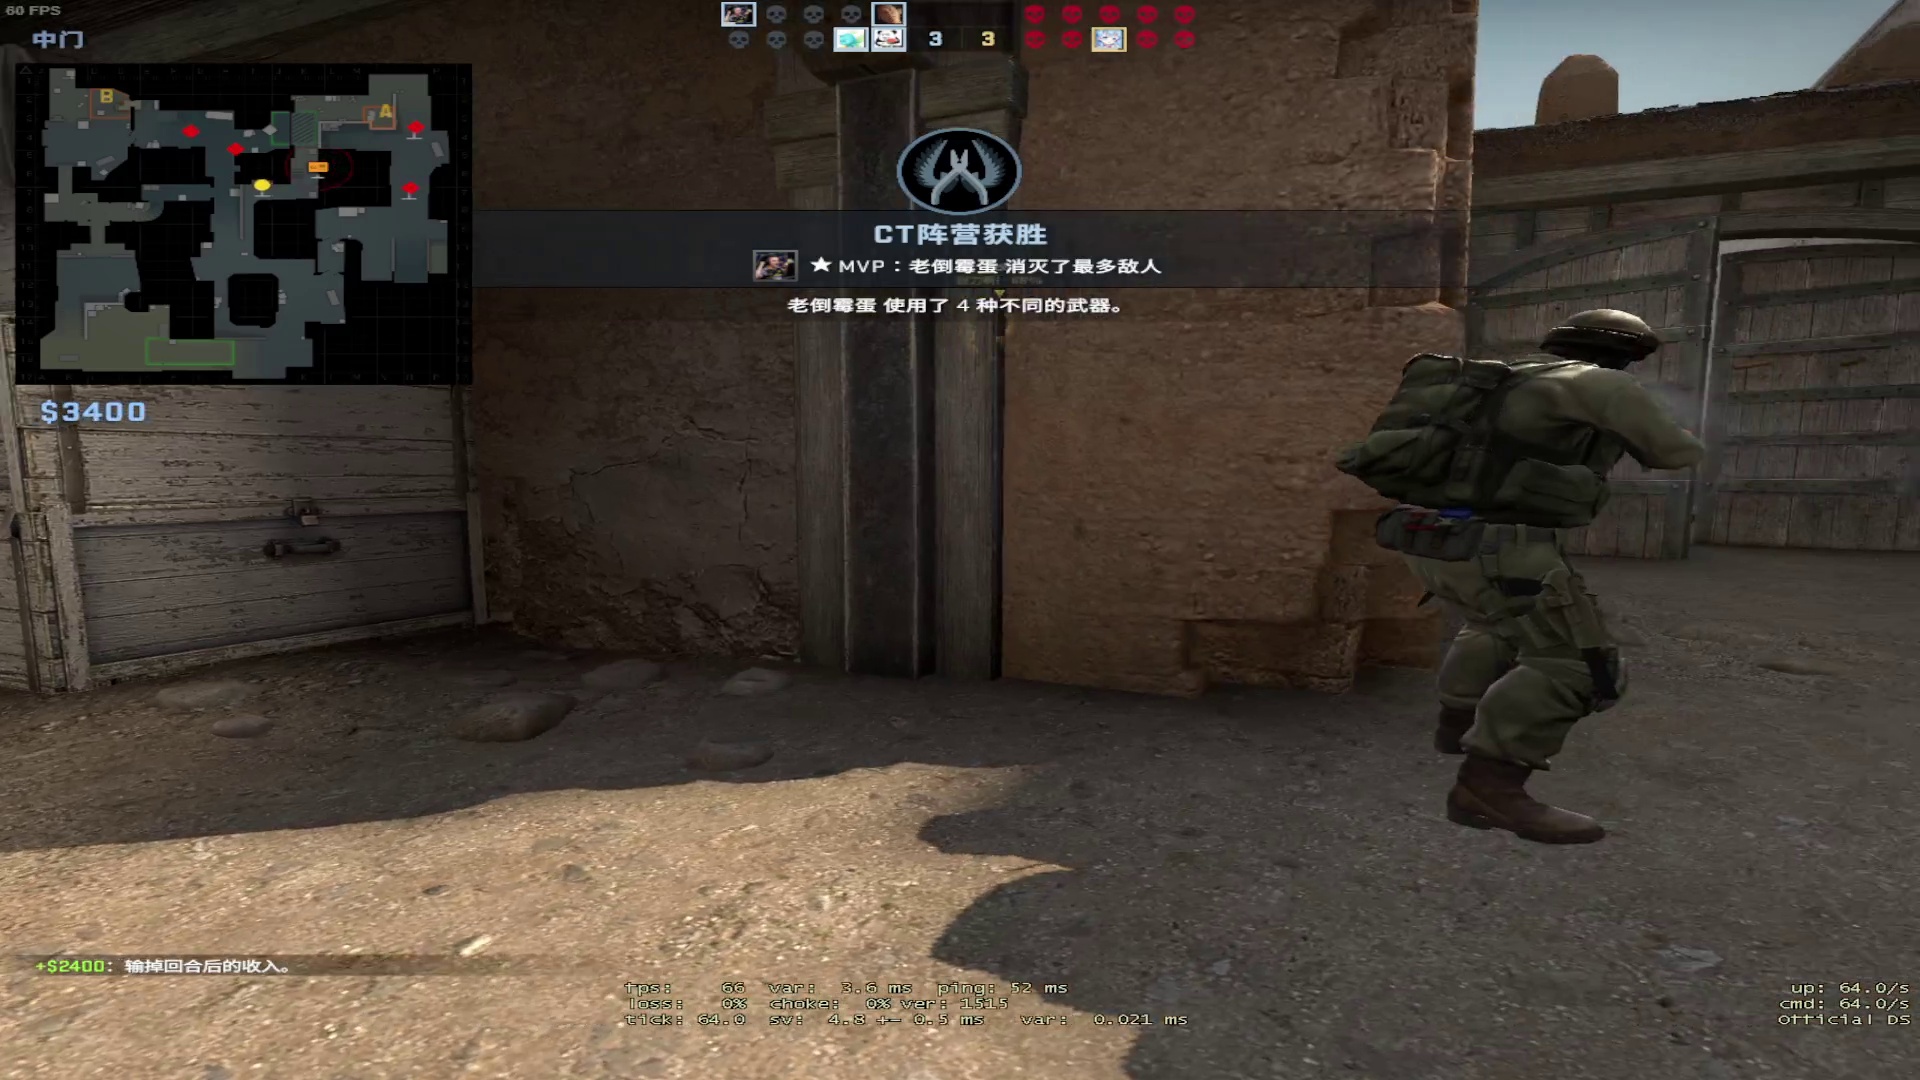 60 FPS
中门
3 3
B
A
CT阵营获胜
★ MVP：老倒霉蛋 消灭了最多敌人
老倒霉蛋 使用了 4 种不同的武器。
$3400
+$2400：输掉回合后的收入。
fps: 66 var: 3.6 ms ping: 52 ms
loss: 0% choke: 0% ver: 1515
tick: 64.0 sv: 4.8 +- 0.5 ms var: 0.021 ms
up: 64.0/s
cmd: 64.0/s
Official DS